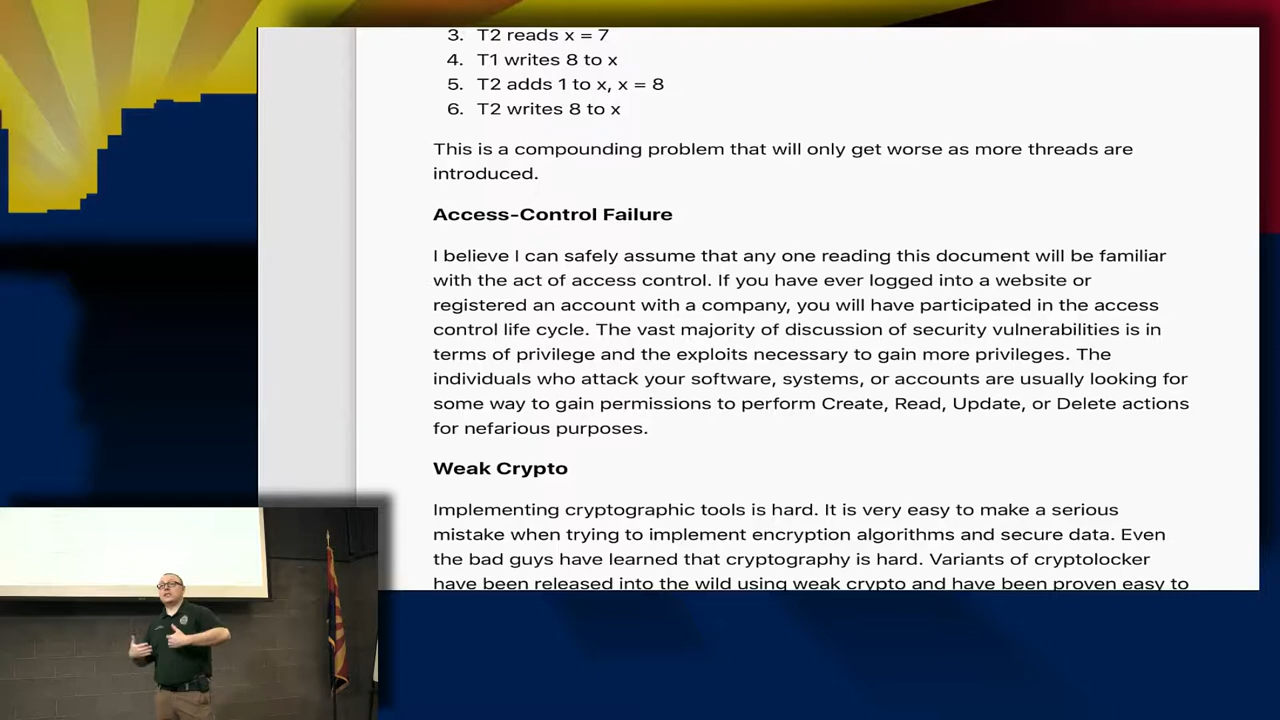 3. T2 reads x = 7
4. T1 writes 8 to x
5. T2 adds 1 to x, x = 8
6. T2 writes 8 to x
This is a compounding problem that will only get worse as more threads are
introduced.
Access-Control Failure
I believe I can safely assume that any one reading this document will be familiar
with the act of access control. If you have ever logged into a website or
registered an account with a company, you will have participated in the access
control life cycle. The vast majority of discussion of security vulnerabilities is in
terms of privilege and the exploits necessary to gain more privileges. The
individuals who attack your software, systems, or accounts are usually looking for
some way to gain permissions to perform Create, Read, Update, or Delete actions
for nefarious purposes.
Weak Crypto
Implementing cryptographic tools is hard. It is very easy to make a serious
mistake when trying to implement encryption algorithms and secure data. Even
the bad guys have learned that cryptography is hard. Variants of cryptolocker
have been released into the wild using weak crypto and have been proven easy to